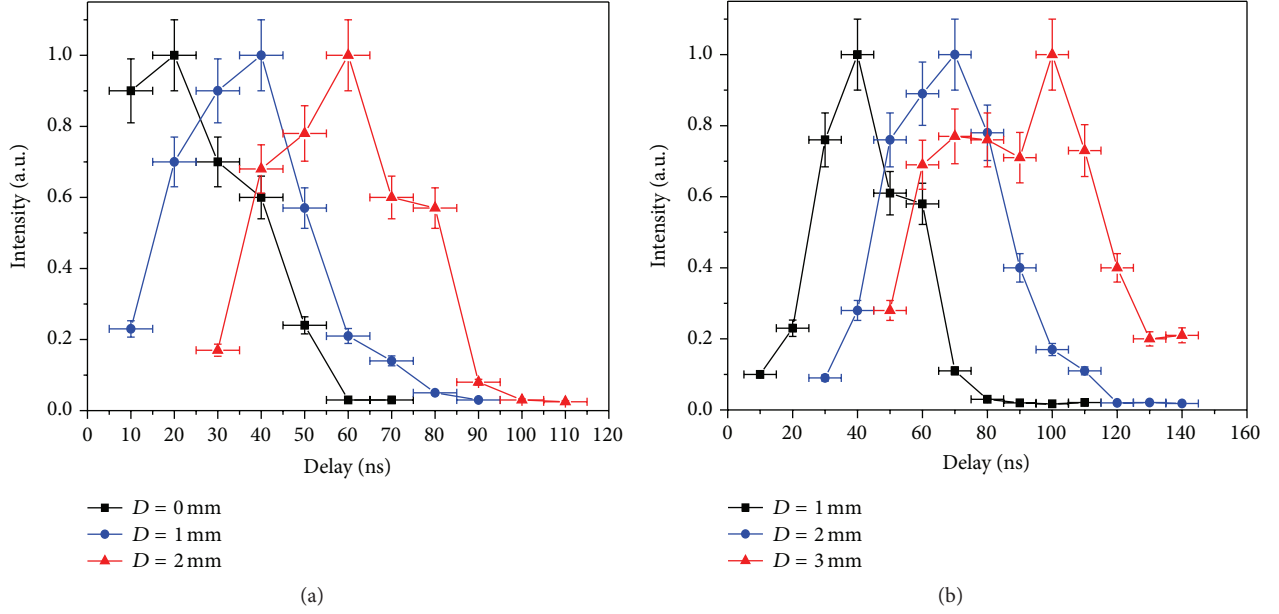 1.0
0.8
0.6
0.4
0.2
0.0
Intensity (a.u.)
0 10 20 30 40 50 60 70 80 90 100 110 120
Delay (ns)
D = 0 mm
D = 1 mm
D = 2 mm
(a)
1.0
0.8
0.6
0.4
0.2
0.0
Intensity (a.u.)
0 20 40 60 80 100 120 140 160
Delay (ns)
D = 1 mm
D = 2 mm
D = 3 mm
(b)